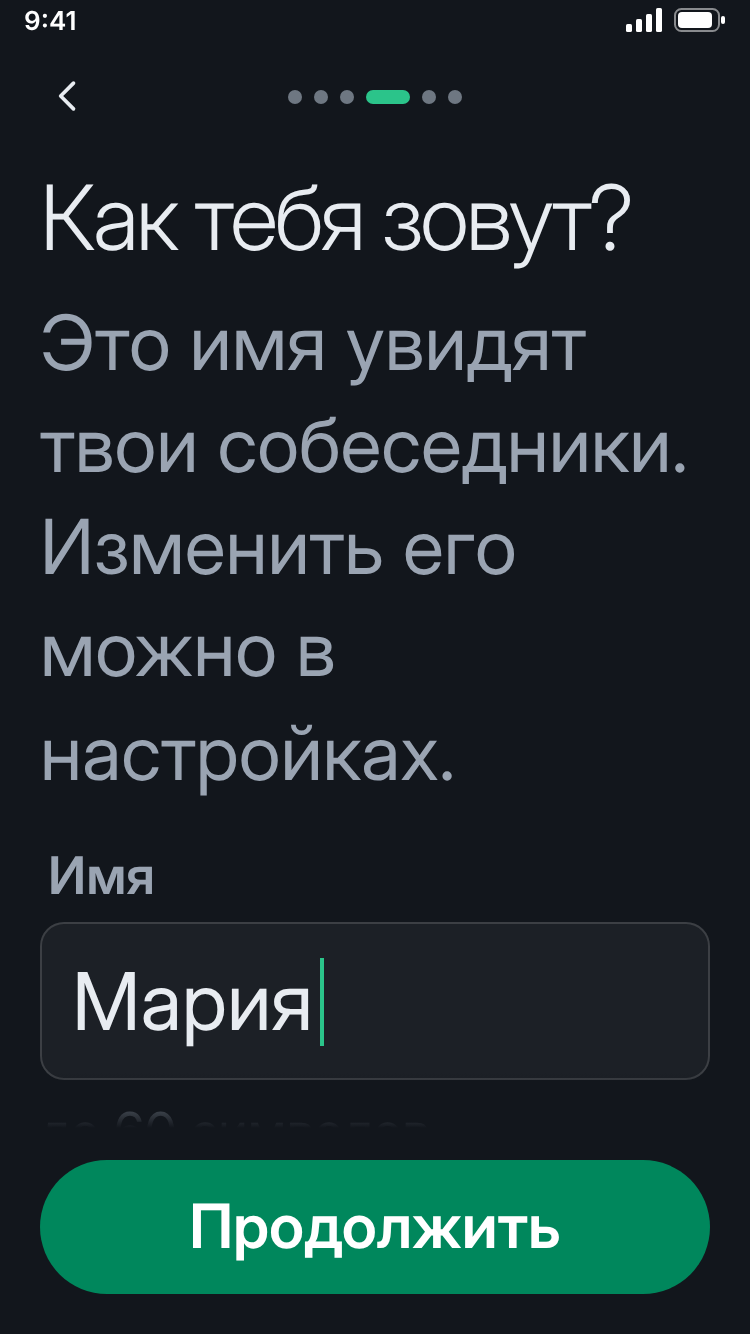 9:41
Как тебя зовут?
Это имя увидят
твои собеседники.
Изменить его
можно в
настройках.
Имя
Мария
Продолжить